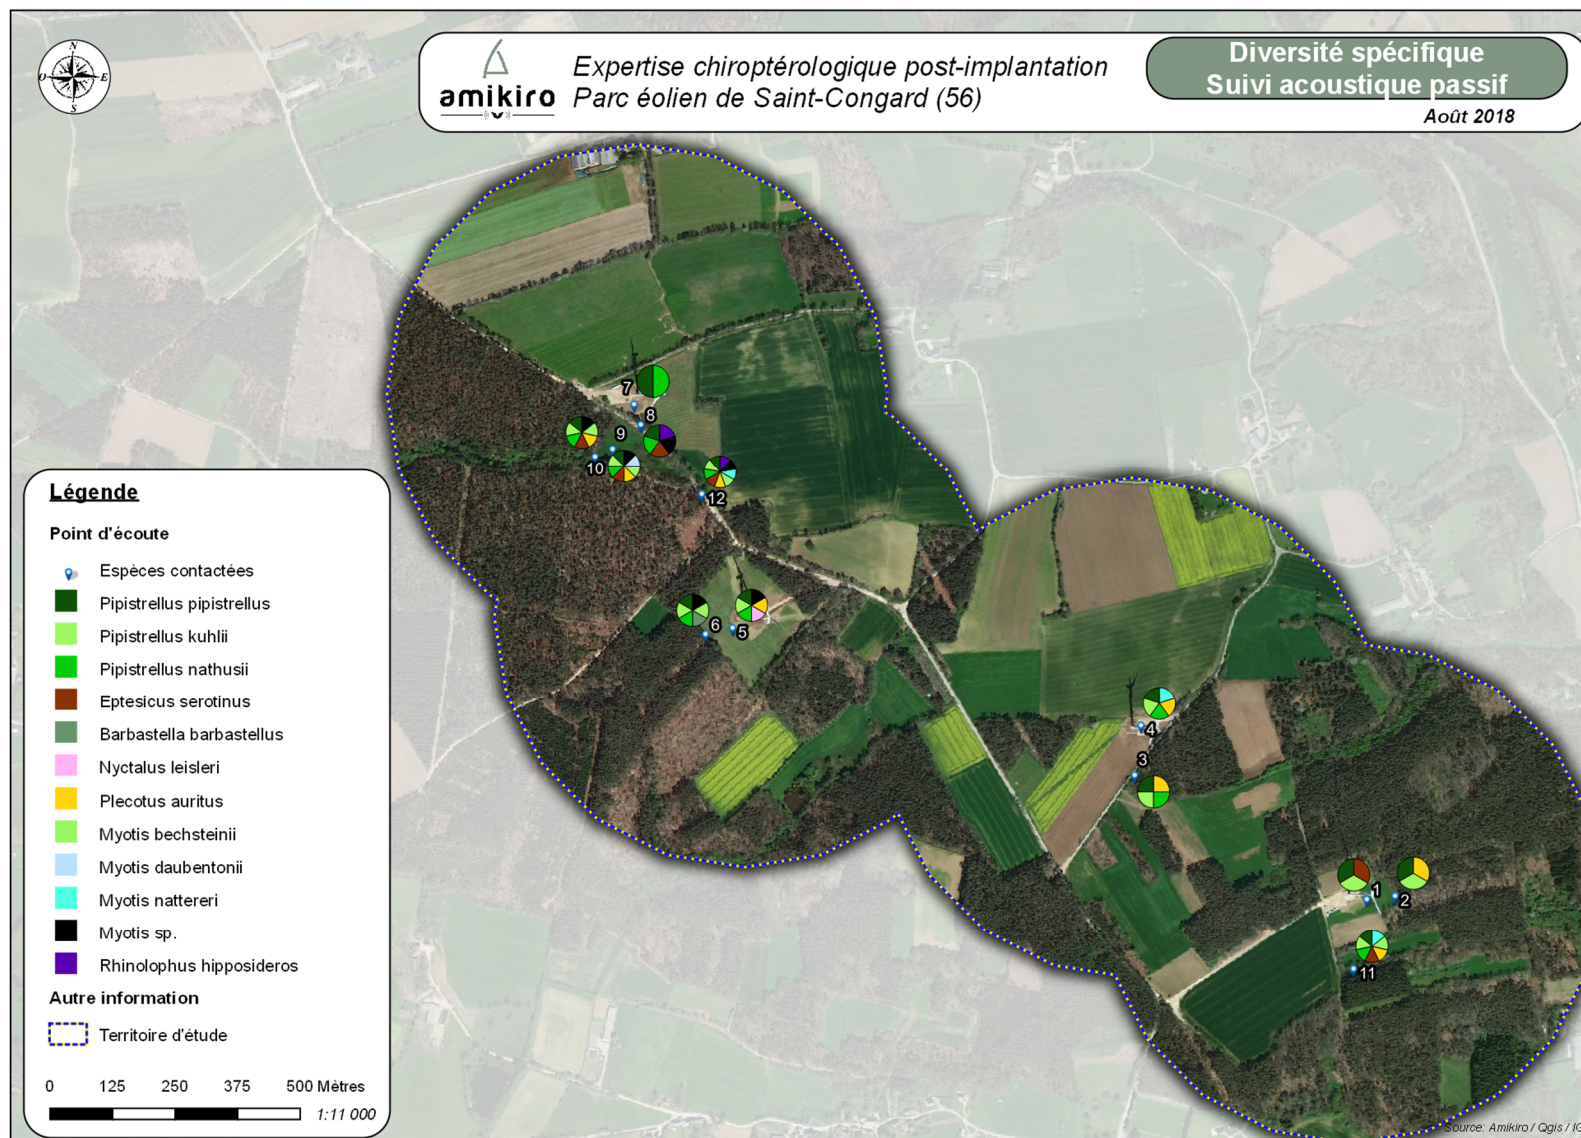 N
O
E
S
amikiro
Expertise chiroptérologique post-implantation
Parc éolien de Saint-Congard (56)
Diversité spécifique
Suivi acoustique passif
Août 2018
7
8
9
10
12
6
5
4
3
1
2
11
Légende
Point d'écoute
Espèces contactées
Pipistrellus pipistrellus
Pipistrellus kuhlii
Pipistrellus nathusii
Eptesicus serotinus
Barbastella barbastellus
Nyctalus leisleri
Plecotus auritus
Myotis bechsteinii
Myotis daubentonii
Myotis nattereri
Myotis sp.
Rhinolophus hipposideros
Autre information
Territoire d'étude
0 125 250 375 500 Mètres
1:11 000
Source: Amikiro / Qgis / IG